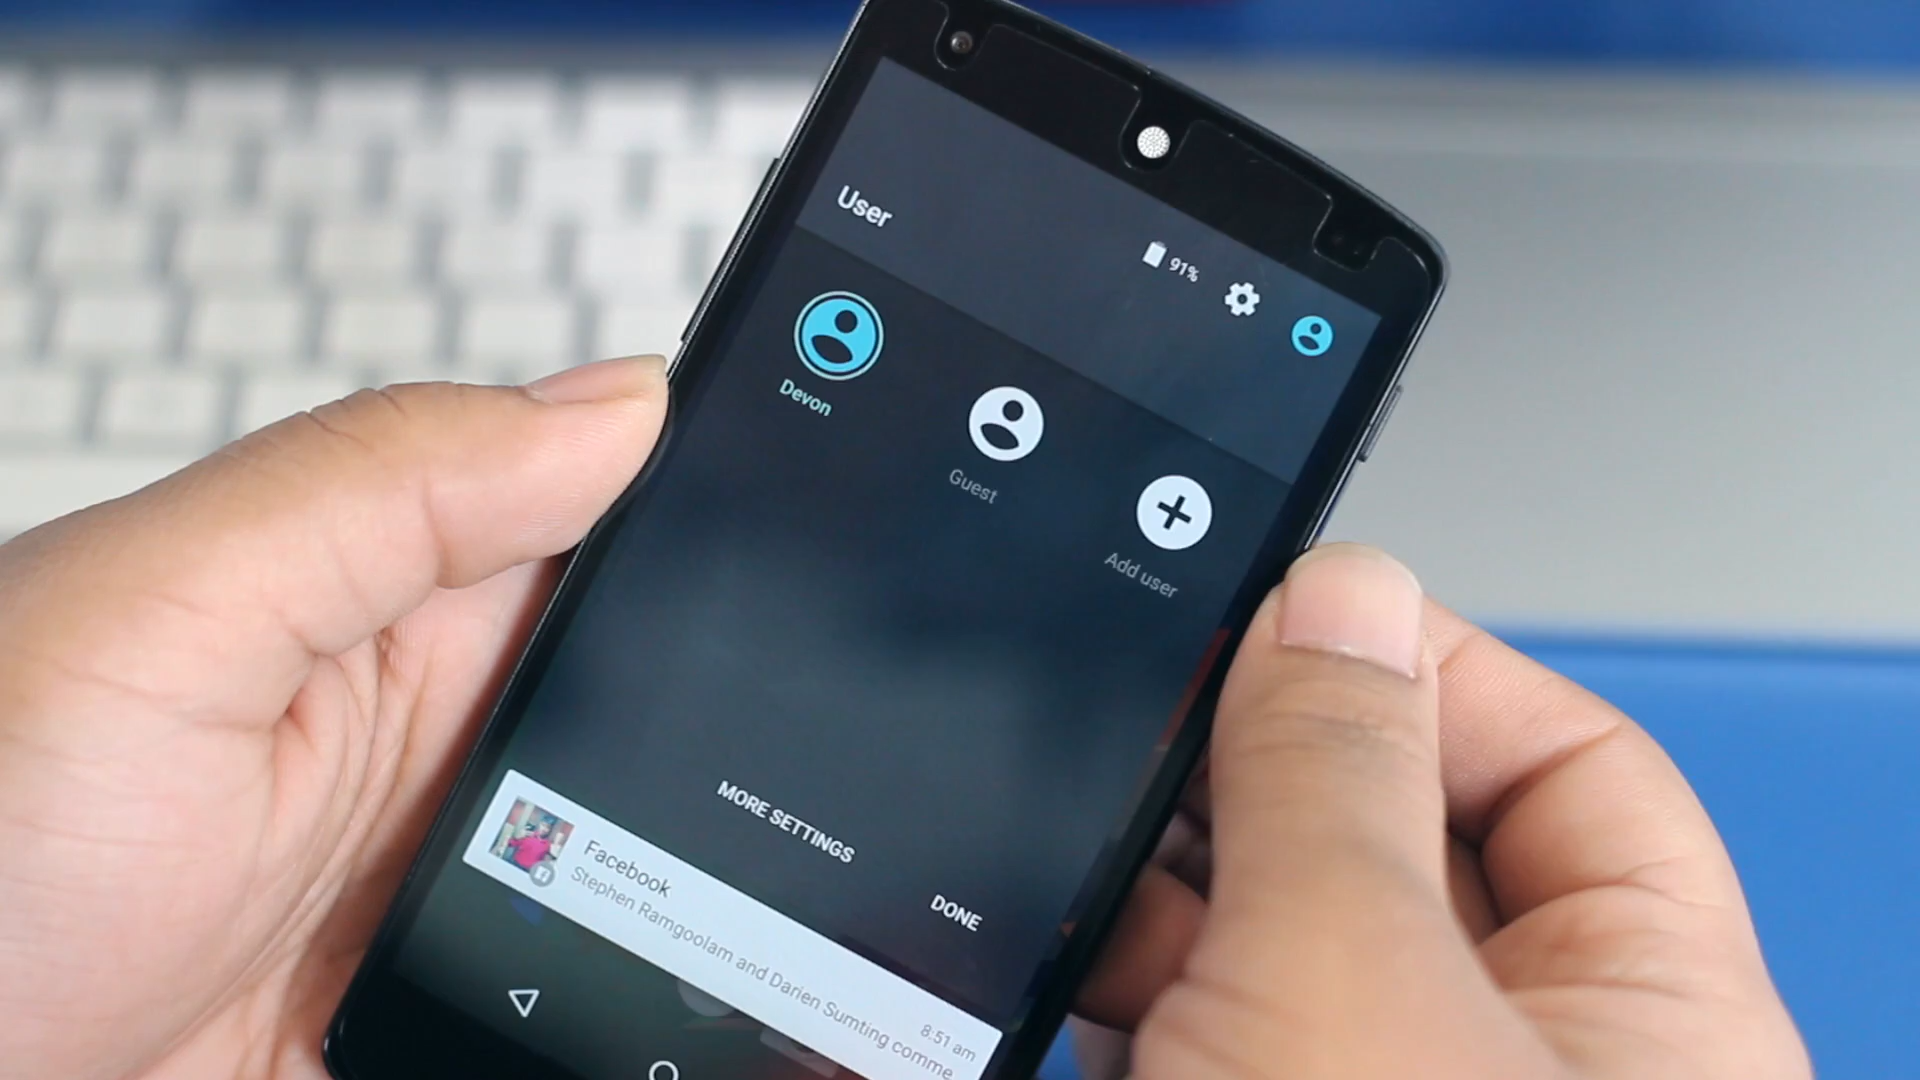 User
91%
Devon
Guest
Add user
MORE SETTINGS
DONE
Facebook
Stephen Ramgoolam and Darien Sumting comme
8:51 am